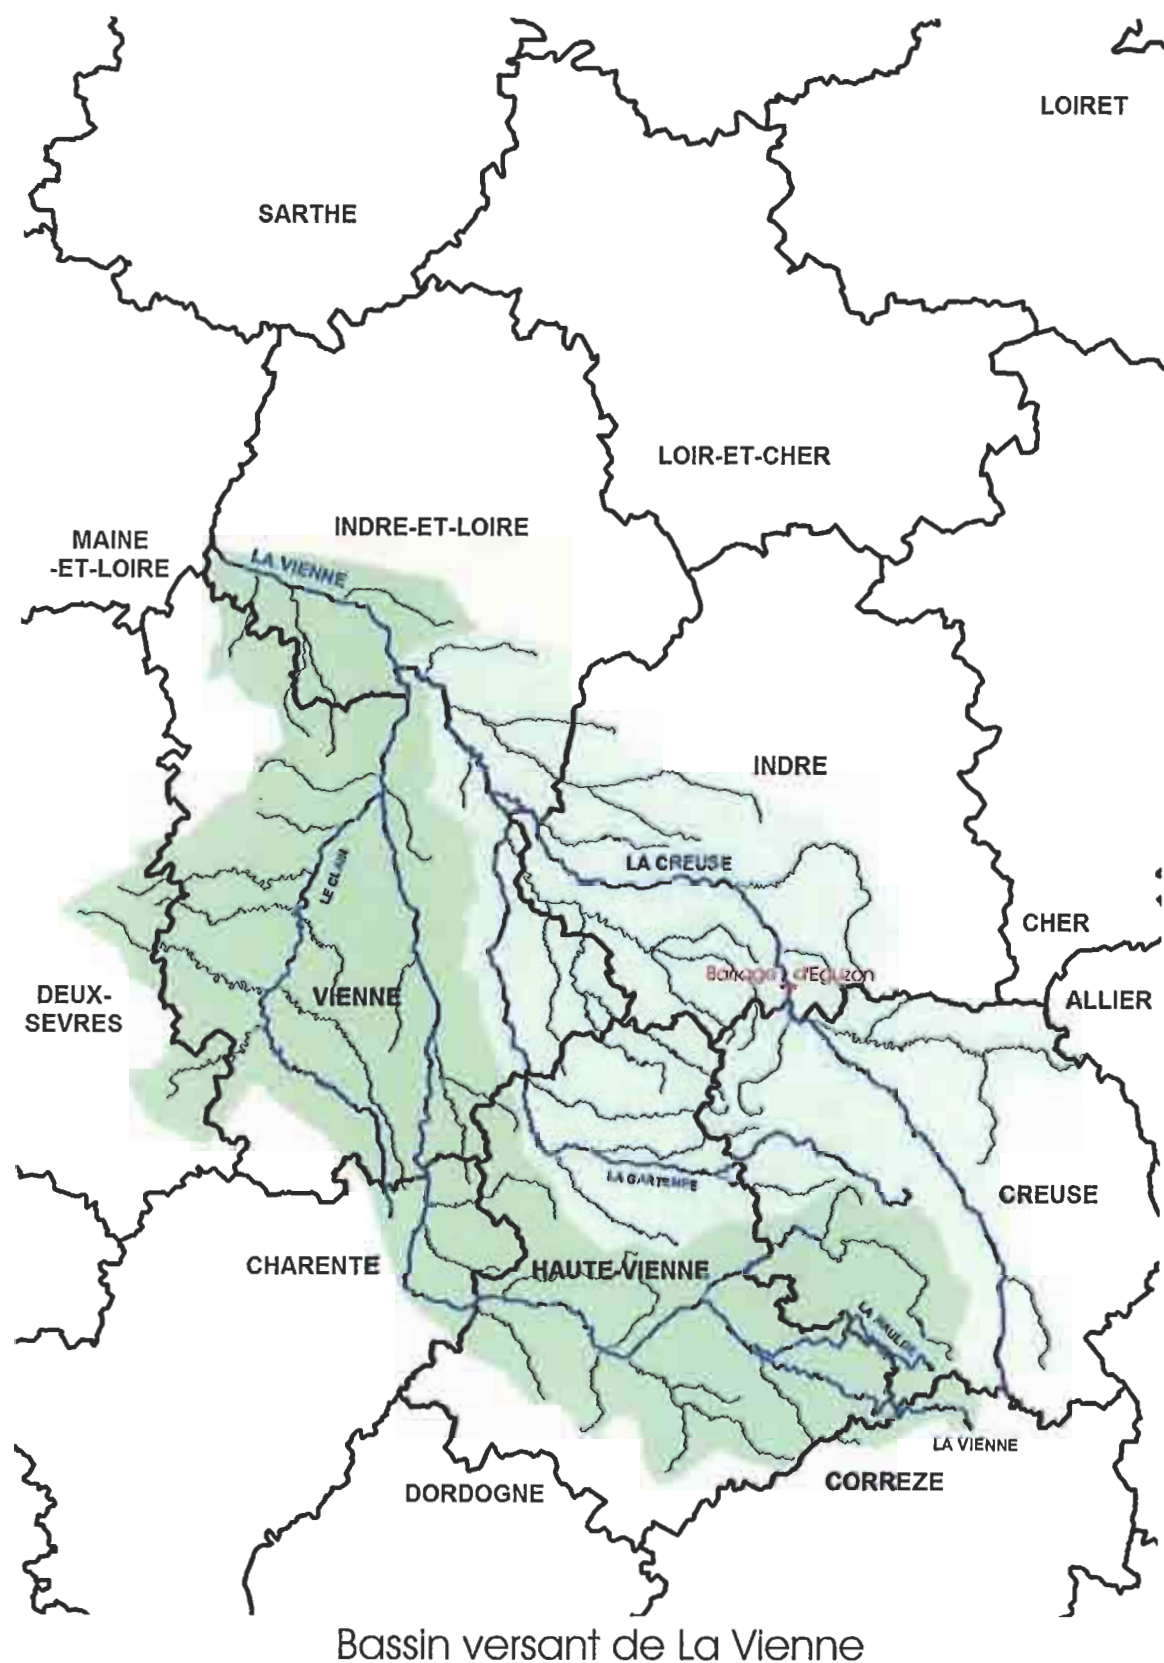 LOIRET
SARTHE
LOIR-ET-CHER
INDRE-ET-LOIRE
MAINE
-ET-LOIRE
LA VIENNE
INDRE
LA CREUSE
LE CLAIN
CHER
Barrage d'Eguzon
DEUX-
SEVRES
VIENNE
ALLIER
LA GARTEMPE
CREUSE
CHARENTE
HAUTE-VIENNE
LA VIENNE
DORDOGNE
CORREZE
Bassin versant de La Vienne